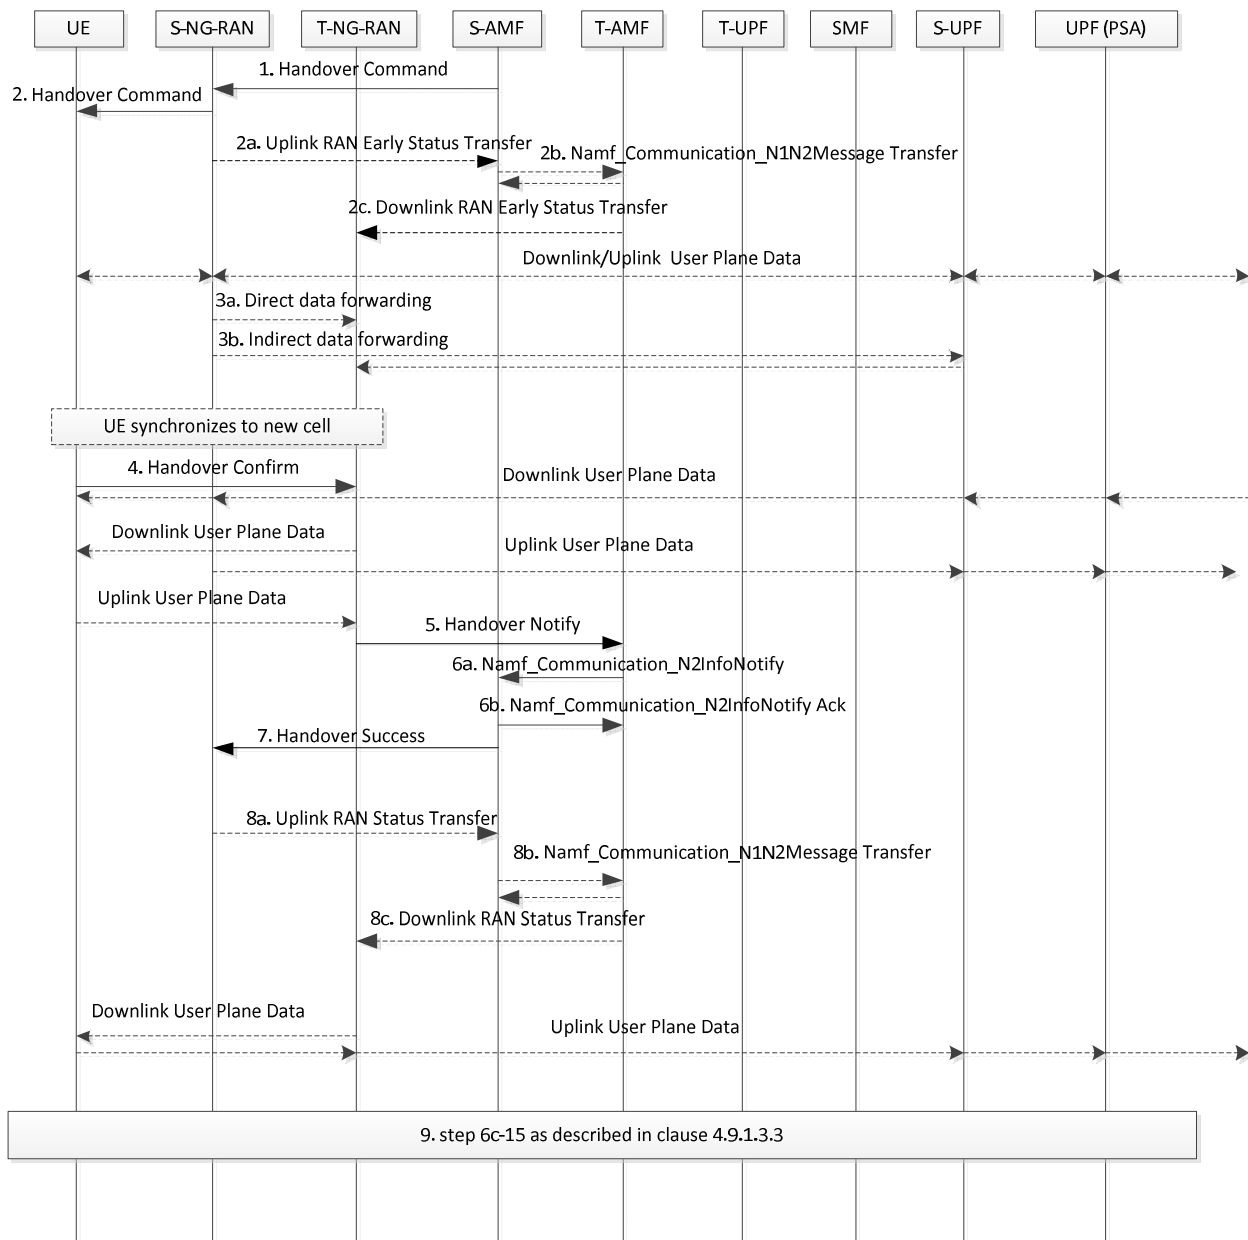 UE S-NG-RAN T-NG-RAN S-AMF T-AMF T-UPF SMF S-UPF UPF (PSA)
1. Handover Command
2. Handover Command
2a. Uplink RAN Early Status Transfer
2b. Namf_Communication_N1N2Message Transfer
2c. Downlink RAN Early Status Transfer
Downlink/Uplink User Plane Data
3a. Direct data forwarding
3b. Indirect data forwarding
UE synchronizes to new cell
4. Handover Confirm
Downlink User Plane Data
Downlink User Plane Data
Uplink User Plane Data
Uplink User Plane Data
5. Handover Notify
6a. Namf_Communication_N2InfoNotify
6b. Namf_Communication_N2InfoNotify Ack
7. Handover Success
8a. Uplink RAN Status Transfer
8b. Namf_Communication_N1N2Message Transfer
8c. Downlink RAN Status Transfer
Downlink User Plane Data
Uplink User Plane Data
9. step 6c-15 as described in clause 4.9.1.3.3